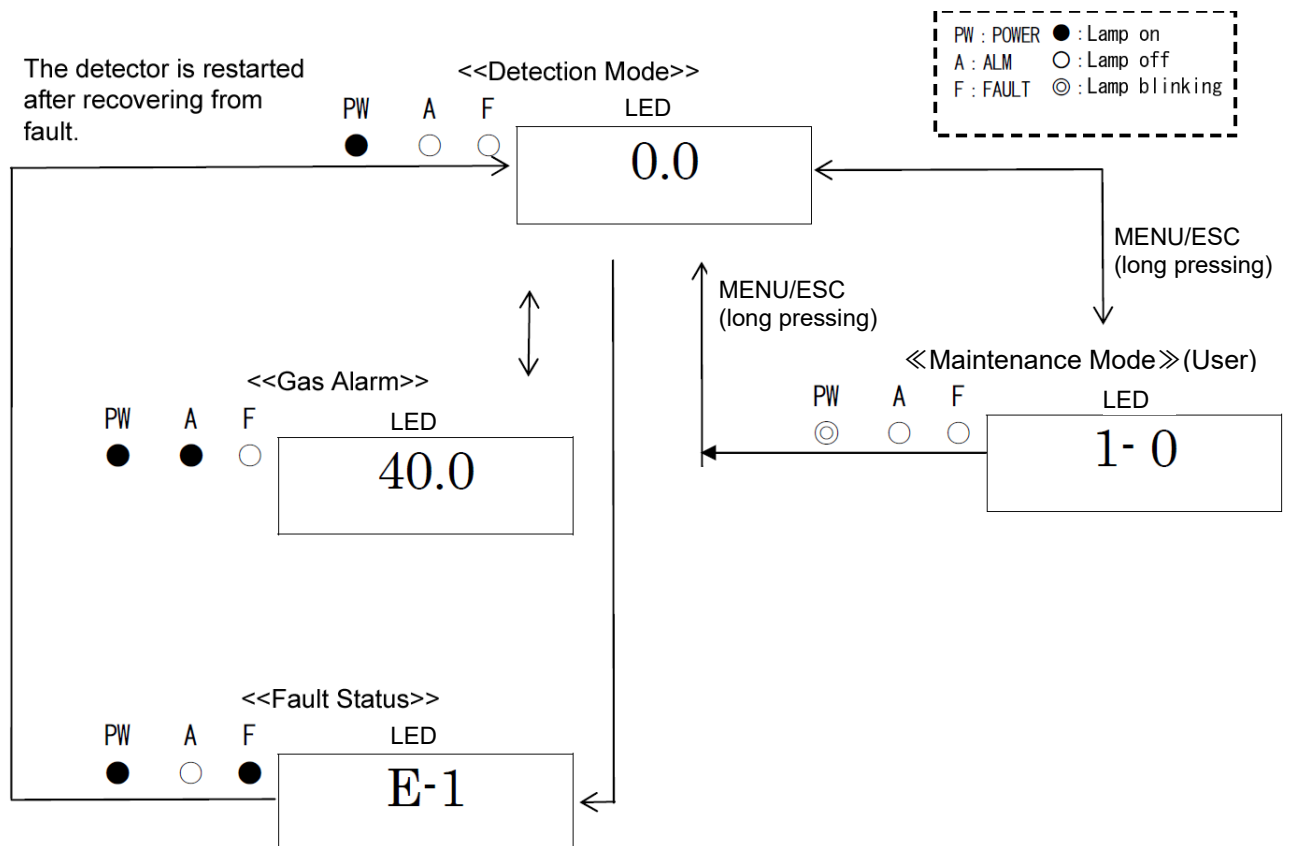 PW : POWER ● : Lamp on
A : ALM ○ : Lamp off
F : FAULT ◎ : Lamp blinking
The detector is restarted
after recovering from
fault.
<<Detection Mode>>
PW A F LED
● ○ ○
0.0
MENU/ESC
(long pressing)
MENU/ESC
(long pressing)
≪Maintenance Mode≫(User)
PW A F LED
◎ ○ ○
1- 0
<<Gas Alarm>>
PW A F LED
● ● ○
40.0
<<Fault Status>>
PW A F LED
● ○ ●
E-1